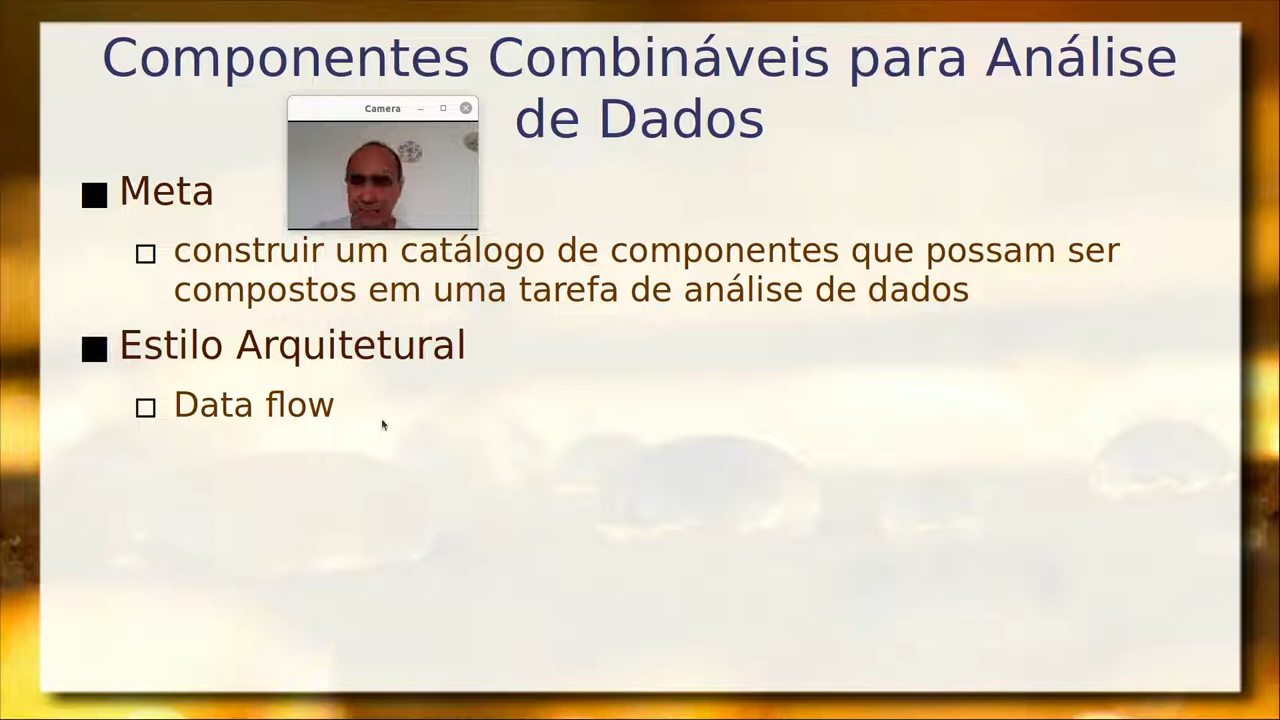 Componentes Combináveis para Análise
de Dados
Camera
Meta
construir um catálogo de componentes que possam ser
compostos em uma tarefa de análise de dados
Estilo Arquitetural
Data flow